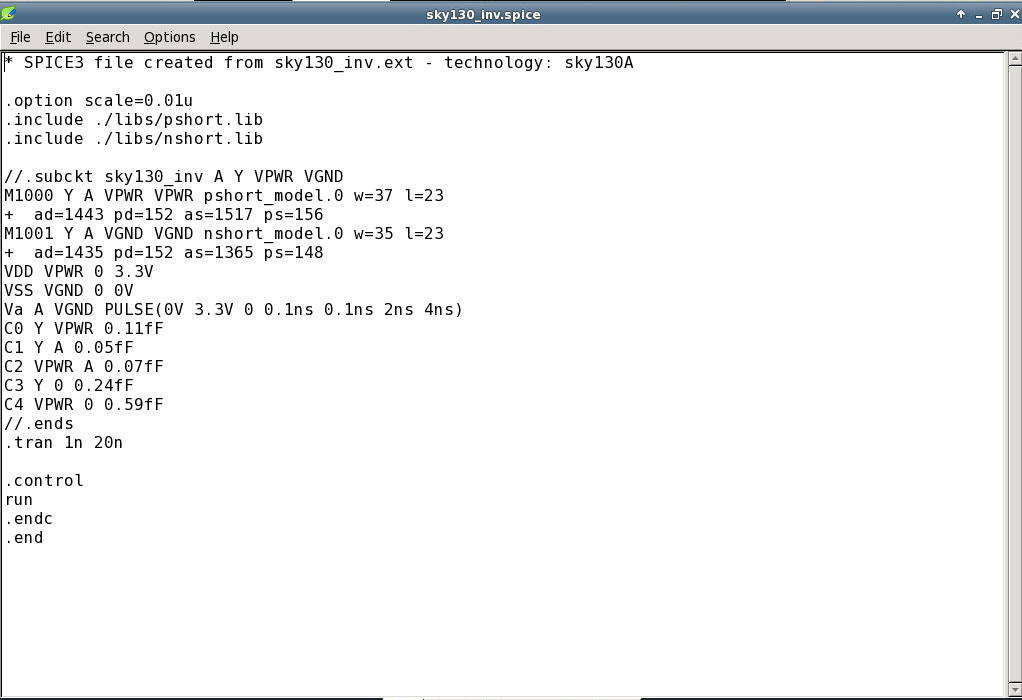 sky130_inv.spice
File Edit Search Options Help
* SPICE3 file created from sky130_inv.ext - technology: sky130A
.option scale=0.01u
.include ./libs/pshort.lib
.include ./libs/nshort.lib
//.subckt sky130_inv A Y VPWR VGND
M1000 Y A VPWR VPWR pshort_model.0 w=37 l=23
+  ad=1443 pd=152 as=1517 ps=156
M1001 Y A VGND VGND nshort_model.0 w=35 l=23
+  ad=1435 pd=152 as=1365 ps=148
VDD VPWR 0 3.3V
VSS VGND 0 0V
Va A VGND PULSE(0V 3.3V 0 0.1ns 0.1ns 2ns 4ns)
C0 Y VPWR 0.11fF
C1 Y A 0.05fF
C2 VPWR A 0.07fF
C3 Y 0 0.24fF
C4 VPWR 0 0.59fF
//.ends
.tran 1n 20n
.control
run
.endc
.end